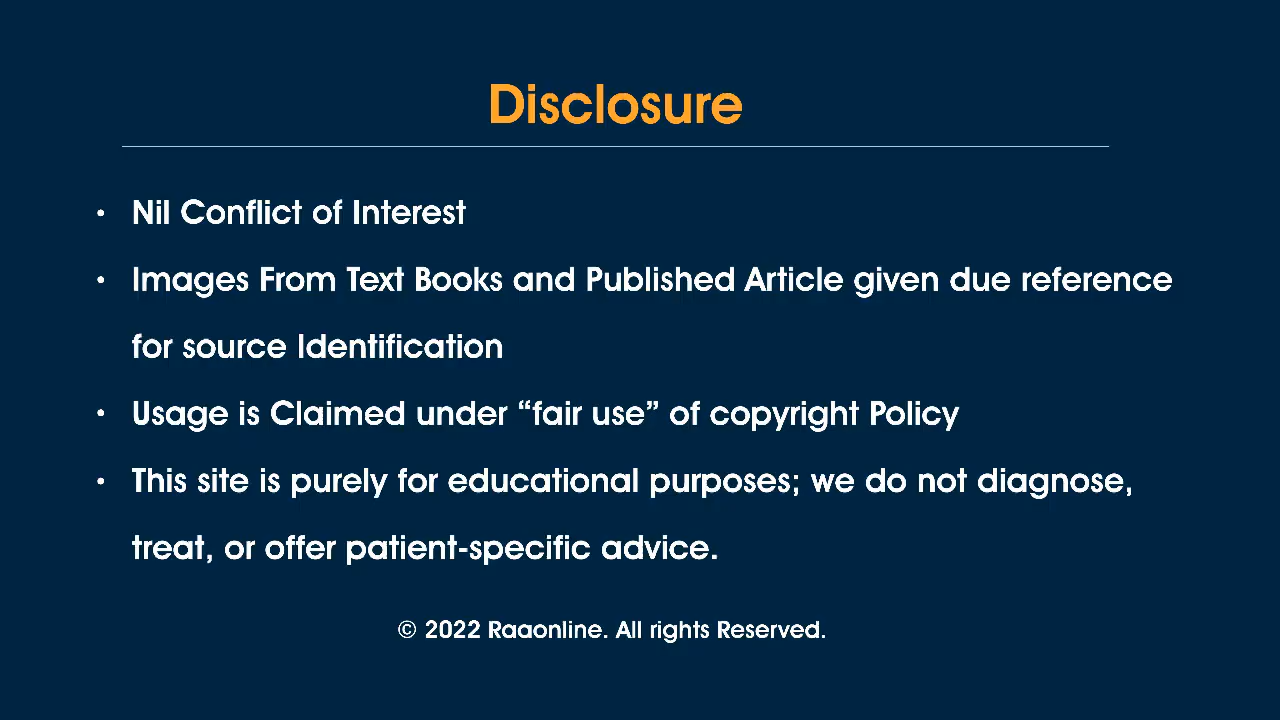 Disclosure
• Nil Conflict of Interest
• Images From Text Books and Published Article given due reference
for source Identification
• Usage is Claimed under “fair use” of copyright Policy
• This site is purely for educational purposes; we do not diagnose,
treat, or offer patient-specific advice.
© 2022 Raaonline. All rights Reserved.